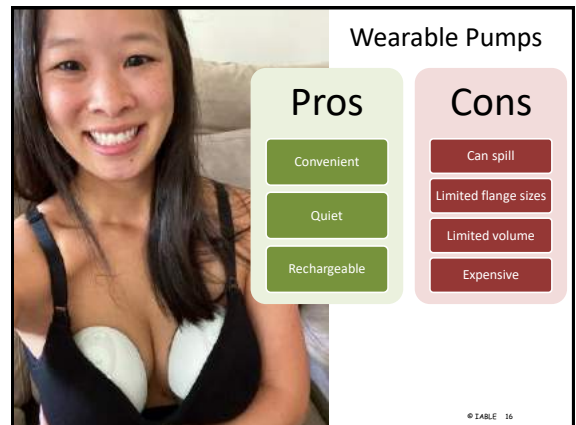 Wearable Pumps
Pros
Convenient
Quiet
Rechargeable
Cons
Can spill
Limited flange sizes
Limited volume
Expensive
© IABLE 16